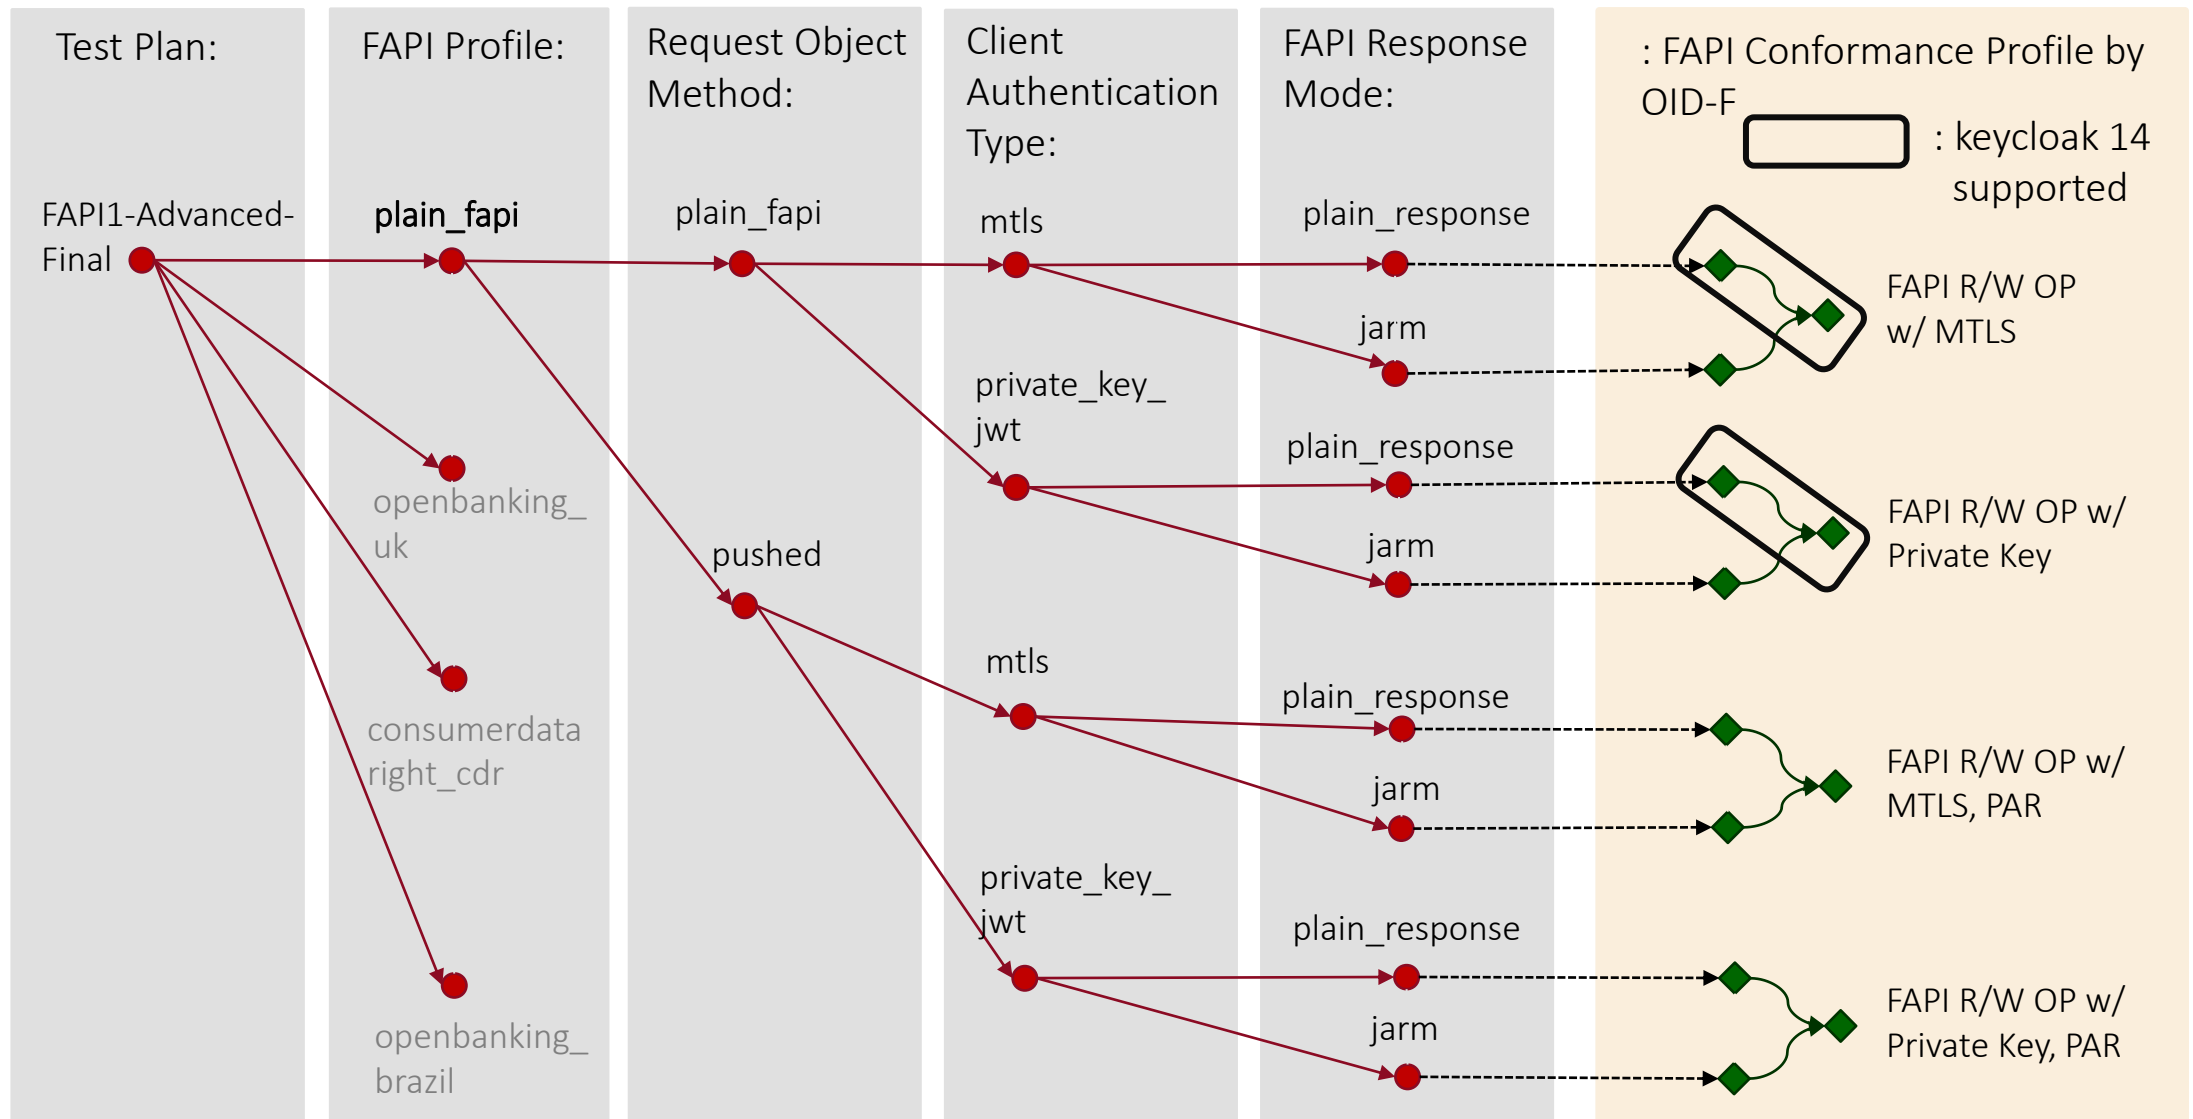 Test Plan:
FAPI Profile:
Request Object
Method:
Client
Authentication
Type:
FAPI Response
Mode:
: FAPI Conformance Profile by
OID-F
: keycloak 14
supported
FAPI1-Advanced-
Final
plain_fapi
plain_fapi
mtls
plain_response
FAPI R/W OP
w/ MTLS
jarm
private_key_
jwt
plain_response
openbanking_
uk
FAPI R/W OP w/
Private Key
jarm
pushed
mtls
plain_response
consumerdata
right_cdr
FAPI R/W OP w/
MTLS, PAR
jarm
private_key_
jwt
plain_response
openbanking_
brazil
FAPI R/W OP w/
Private Key, PAR
jarm